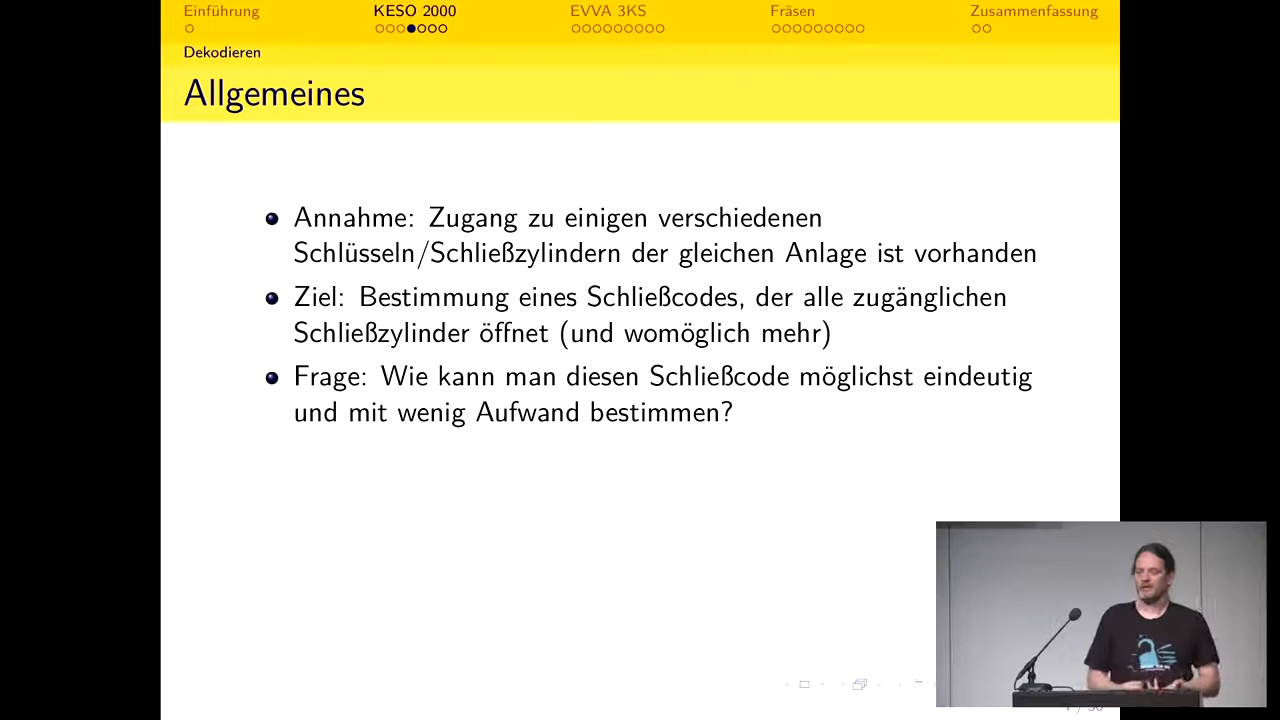 Einführung KESO 2000 EVVA 3KS Fräsen Zusammenfassung
Dekodieren
Allgemeines
Annahme: Zugang zu einigen verschiedenen
Schlüsseln/Schließzylindern der gleichen Anlage ist vorhanden
Ziel: Bestimmung eines Schließcodes, der alle zugänglichen
Schließzylinder öffnet (und womöglich mehr)
Frage: Wie kann man diesen Schließcode möglichst eindeutig
und mit wenig Aufwand bestimmen?